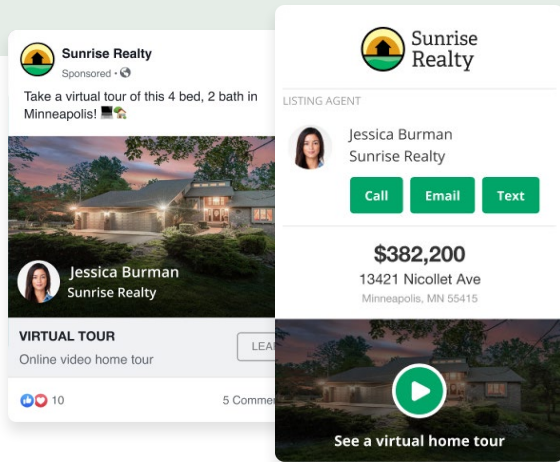 Sunrise Realty
Sponsored ·
Take a virtual tour of this 4 bed, 2 bath in
Minneapolis!
Jessica Burman
Sunrise Realty
VIRTUAL TOUR
Online video home tour
10
5
Sunrise
Realty
LISTING AGENT
Jessica Burman
Sunrise Realty
Call
Email
Text
$382,200
13421 Nicollet Ave
Minneapolis, MN 55415
See a virtual home tour